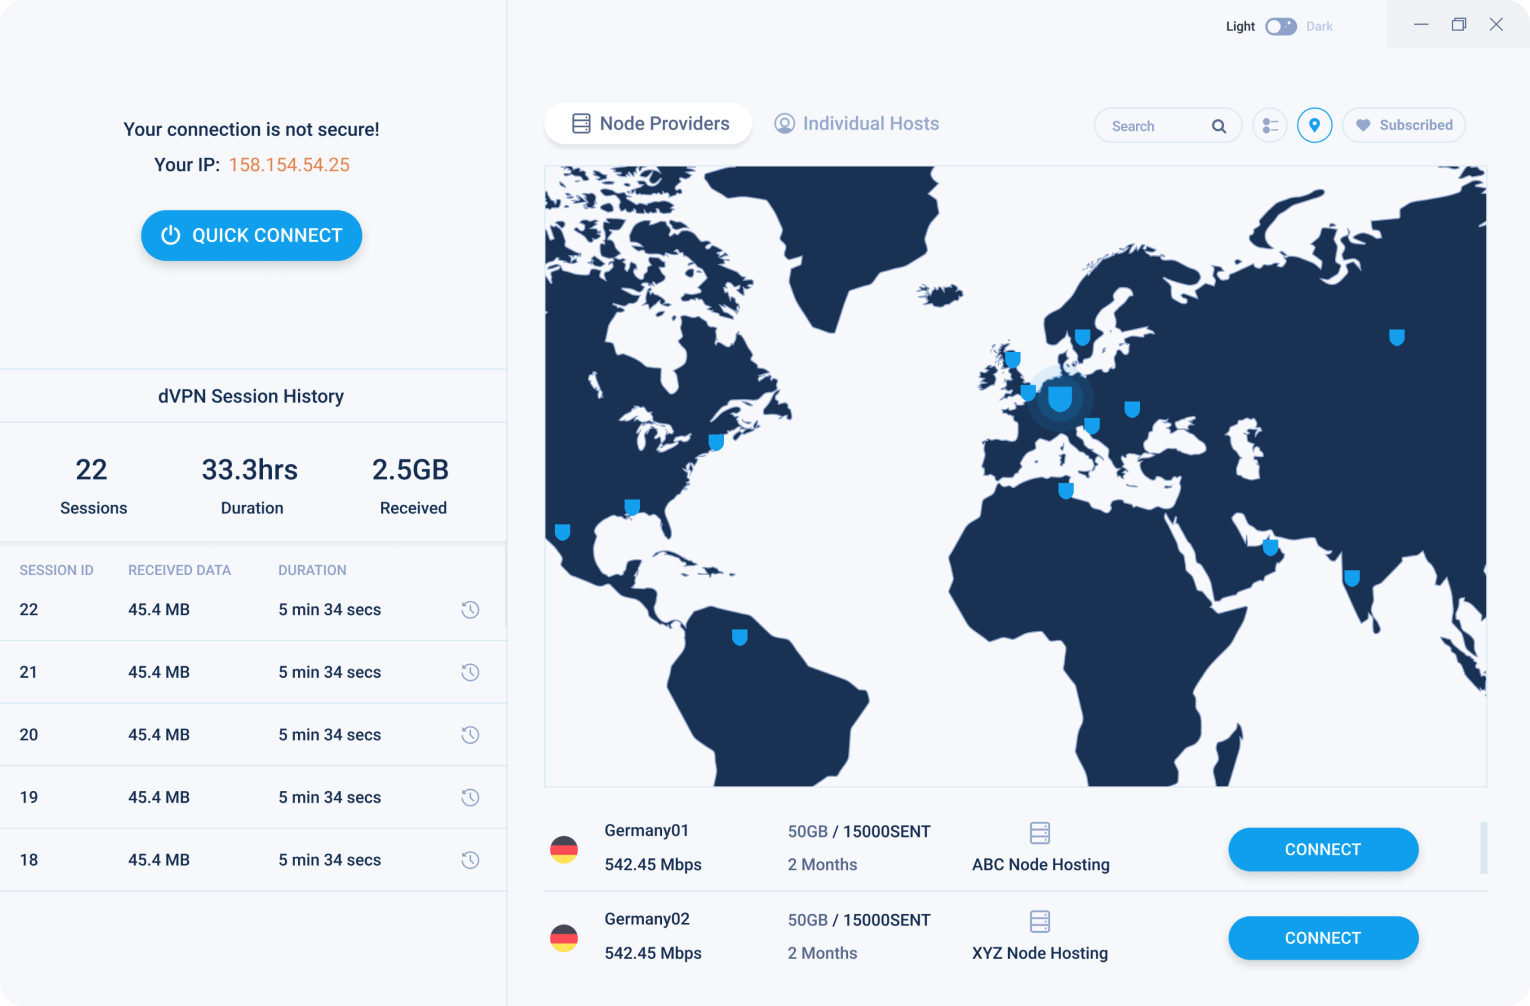 Light Dark
Your connection is not secure!
Your IP: 158.154.54.25
QUICK CONNECT
dVPN Session History
22 33.3hrs 2.5GB
Sessions Duration Received
SESSION ID RECEIVED DATA DURATION
22 45.4 MB 5 min 34 secs
21 45.4 MB 5 min 34 secs
20 45.4 MB 5 min 34 secs
19 45.4 MB 5 min 34 secs
18 45.4 MB 5 min 34 secs
Node Providers Individual Hosts Search Subscribed
Germany01 50GB / 15000SENT
542.45 Mbps 2 Months ABC Node Hosting
CONNECT
Germany02 50GB / 15000SENT
542.45 Mbps 2 Months XYZ Node Hosting
CONNECT